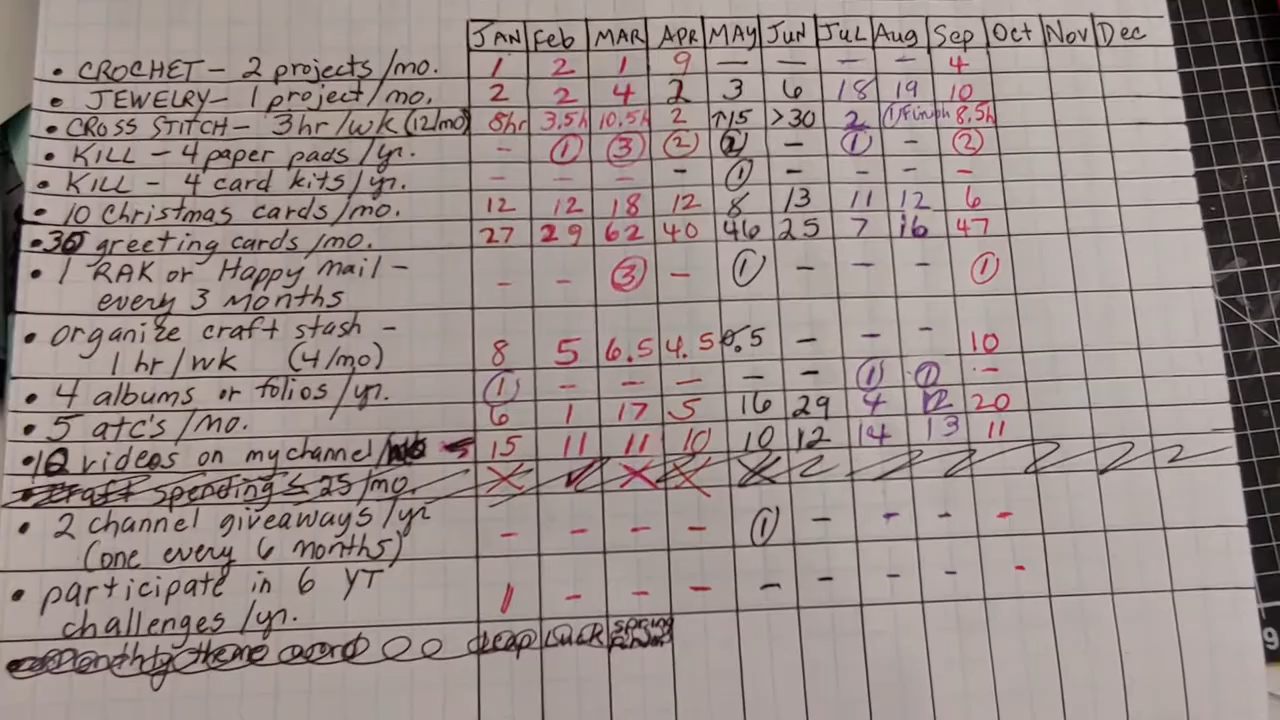 JAN Feb MAR APR MAY Jun Jul Aug Sep Oct Nov Dec
• CROCHET – 2 projects/mo. 1 2 1 9 — — – – 4
• JEWELRY – 1 project/mo. 2 2 4 2 3 6 18 19 10
• CROSS STITCH – 3hr/wk (12/mo) 8hr 3.5h 10.5h 2 ↑15 >30 2 ① Finish 8.5h
• KILL – 4 paper pads/yr. – ① ③ ② ② – ① – ②
• KILL – 4 card kits/yr. – – – – ① – – – –
• 10 Christmas cards/mo. 12 12 18 12 8 13 11 12 6
• 30 greeting cards/mo. 27 29 62 40 46 25 7 16 47
• 1 RAK or Happy Mail –
every 3 months – – ③ – ① – – – ①
• organize craft stash –
1 hr/wk (4/mo) 8 5 6.5 4.5 0.5 – – – 10
• 4 albums or folios/yr. ① – – – – – ① ① –
• 5 atc's/mo. 6 1 17 5 16 29 4 12 20
• 10 videos on my channel/mo 15 11 11 10 10 12 14 13 11
Craft spending ≤ 25/mo. X X X X
• 2 channel giveaways/yr
(one every 6 months) – – – – ① – – – –
• participate in 6 YT
challenges/yr. 1 – – – – – – – –
Monthly theme word Leap Luck Spring